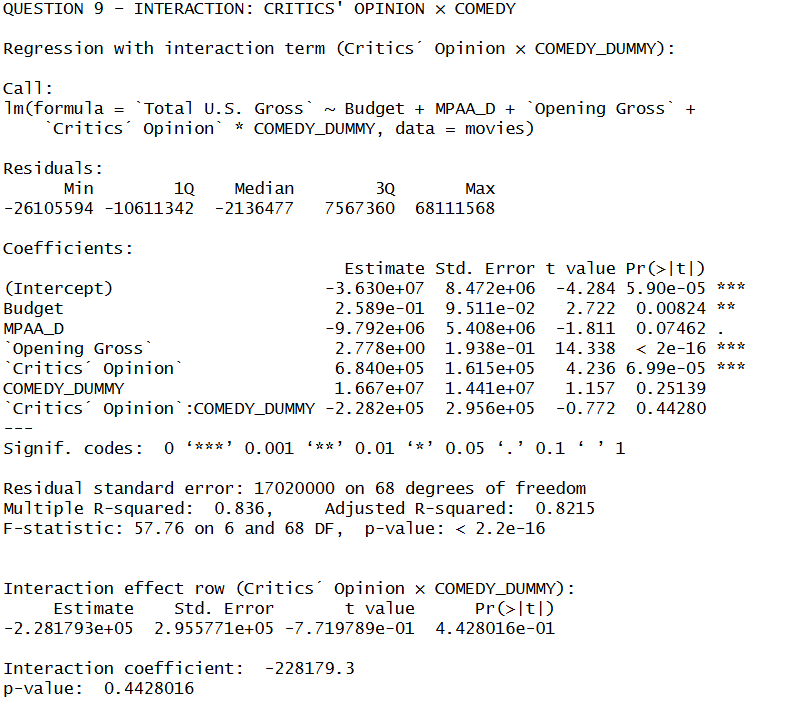 QUESTION 9 - INTERACTION: CRITICS' OPINION × COMEDY
Regression with interaction term (Critics´ Opinion × COMEDY_DUMMY):
Call:
lm(formula = `Total U.S. Gross` ~ Budget + MPAA_D + `Opening Gross` +
    `Critics´ Opinion` * COMEDY_DUMMY, data = movies)
Residuals:
      Min        1Q    Median        3Q       Max
-26105594 -10611342  -2136477   7567360  68111568
Coefficients:
                                  Estimate Std. Error t value Pr(>|t|)
(Intercept)                     -3.630e+07  8.472e+06  -4.284 5.90e-05 ***
Budget                           2.589e-01  9.511e-02   2.722  0.00824 **
MPAA_D                          -9.792e+06  5.408e+06  -1.811  0.07462 .
`Opening Gross`                  2.778e+00  1.938e-01  14.338  < 2e-16 ***
`Critics´ Opinion`               6.840e+05  1.615e+05   4.236 6.99e-05 ***
COMEDY_DUMMY                     1.667e+07  1.441e+07   1.157  0.25139
`Critics´ Opinion`:COMEDY_DUMMY -2.282e+05  2.956e+05  -0.772  0.44280
---
Signif. codes:  0 ‘***’ 0.001 ‘**’ 0.01 ‘*’ 0.05 ‘.’ 0.1 ‘ ’ 1
Residual standard error: 17020000 on 68 degrees of freedom
Multiple R-squared:  0.836,	Adjusted R-squared:  0.8215
F-statistic: 57.76 on 6 and 68 DF,  p-value: < 2.2e-16
Interaction effect row (Critics´ Opinion × COMEDY_DUMMY):
     Estimate    Std. Error       t value      Pr(>|t|)
-2.281793e+05  2.955771e+05 -7.719789e-01  4.428016e-01
Interaction coefficient:  -228179.3
p-value:  0.4428016